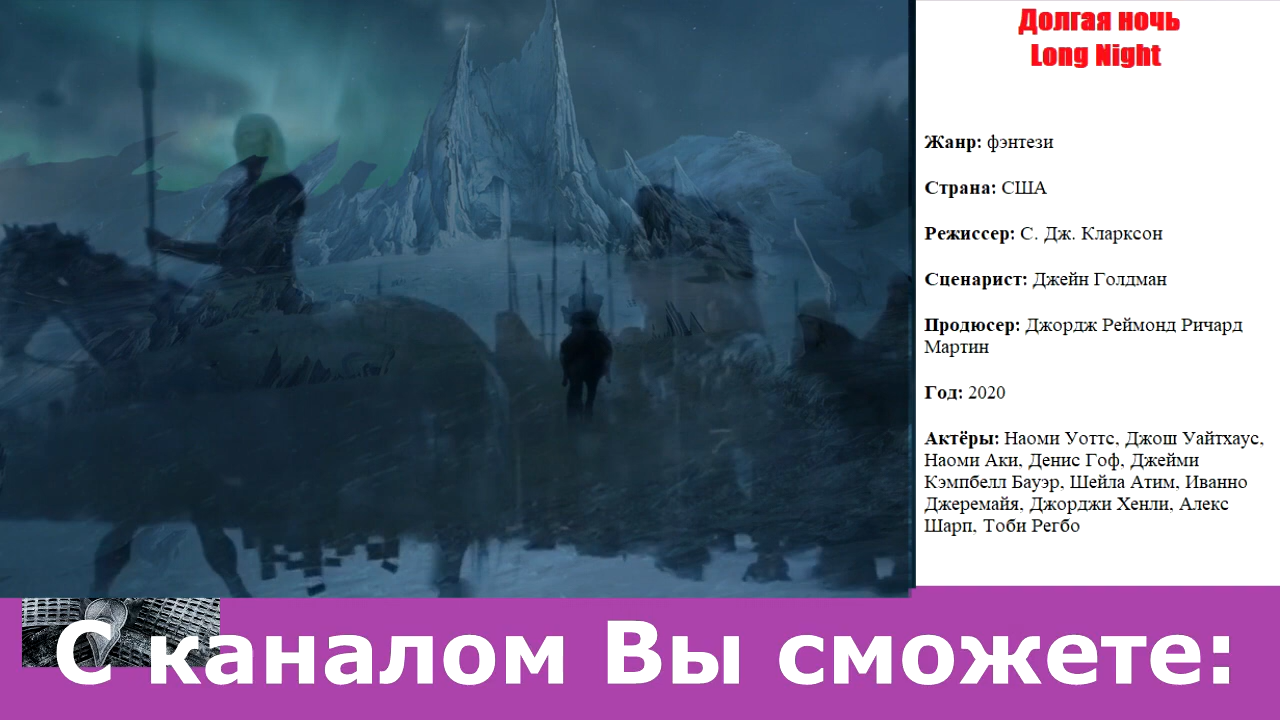 Долгая ночь
Long Night
Жанр: фэнтези
Страна: США
Режиссер: С. Дж. Кларксон
Сценарист: Джейн Голдман
Продюсер: Джордж Реймонд Ричард
Мартин
Год: 2020
Актёры: Наоми Уоттс, Джош Уайтхаус,
Наоми Аки, Денис Гоф, Джейми
Кэмпбелл Бауэр, Шейла Атим, Иванно
Джеремайя, Джорджи Хенли, Алекс
Шарп, Тоби Регбо
С каналом Вы сможете: